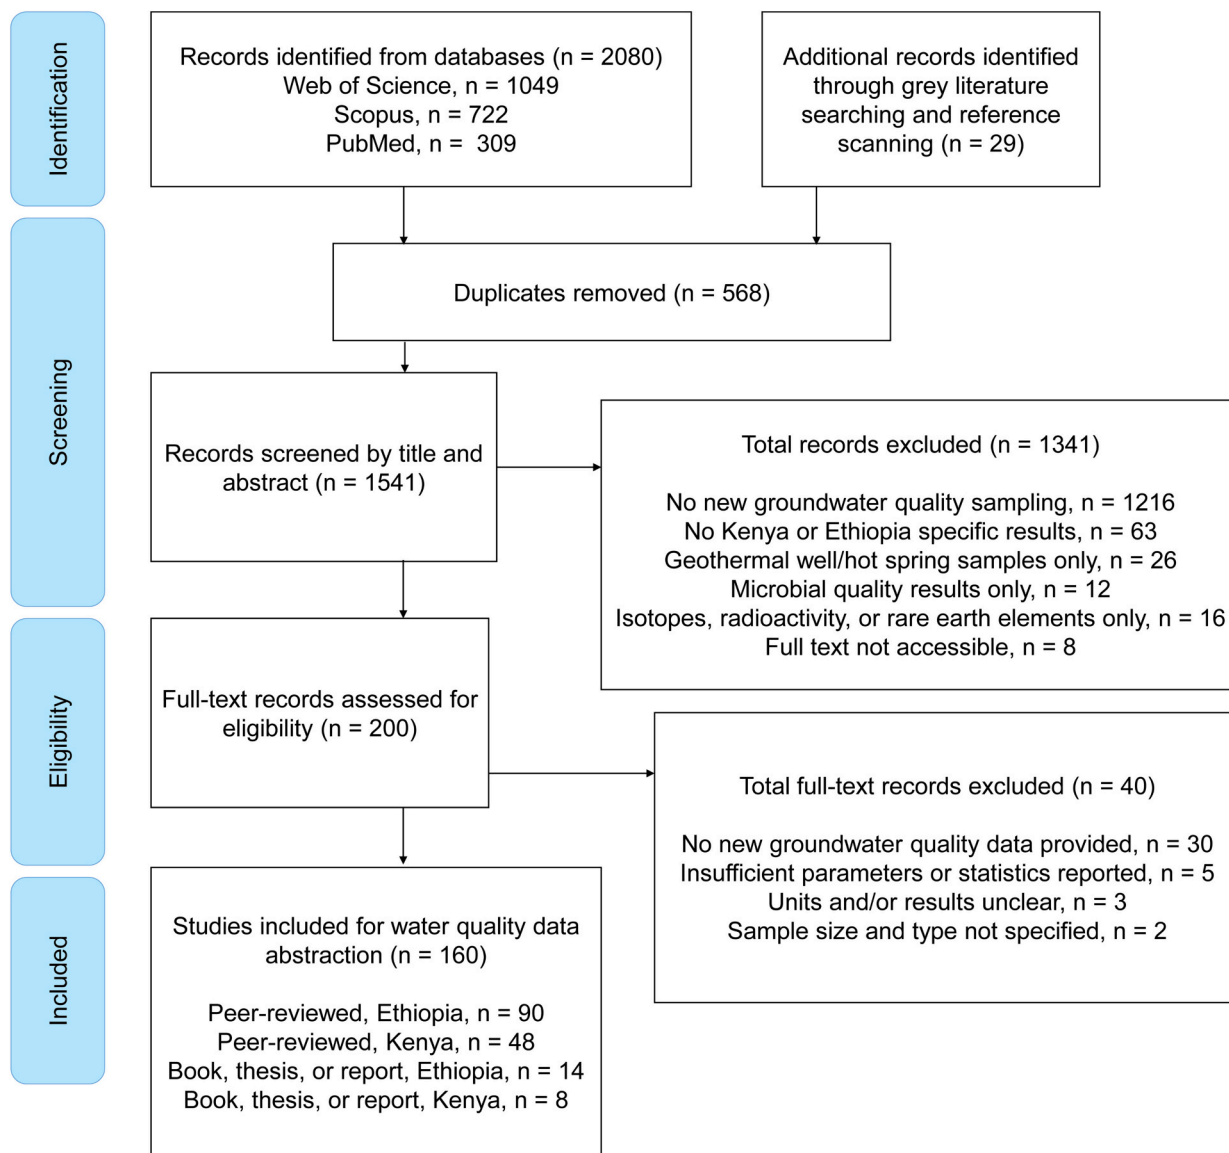 Identification
Records identified from databases (n = 2080)
Web of Science, n = 1049
Scopus, n = 722
PubMed, n = 309
Additional records identified
through grey literature
searching and reference
scanning (n = 29)
Screening
Duplicates removed (n = 568)
Records screened by title and
abstract (n = 1541)
Total records excluded (n = 1341)
No new groundwater quality sampling, n = 1216
No Kenya or Ethiopia specific results, n = 63
Geothermal well/hot spring samples only, n = 26
Microbial quality results only, n = 12
Isotopes, radioactivity, or rare earth elements only, n = 16
Full text not accessible, n = 8
Eligibility
Full-text records assessed for
eligibility (n = 200)
Total full-text records excluded (n = 40)
No new groundwater quality data provided, n = 30
Insufficient parameters or statistics reported, n = 5
Units and/or results unclear, n = 3
Sample size and type not specified, n = 2
Included
Studies included for water quality data
abstraction (n = 160)
Peer-reviewed, Ethiopia, n = 90
Peer-reviewed, Kenya, n = 48
Book, thesis, or report, Ethiopia, n = 14
Book, thesis, or report, Kenya, n = 8